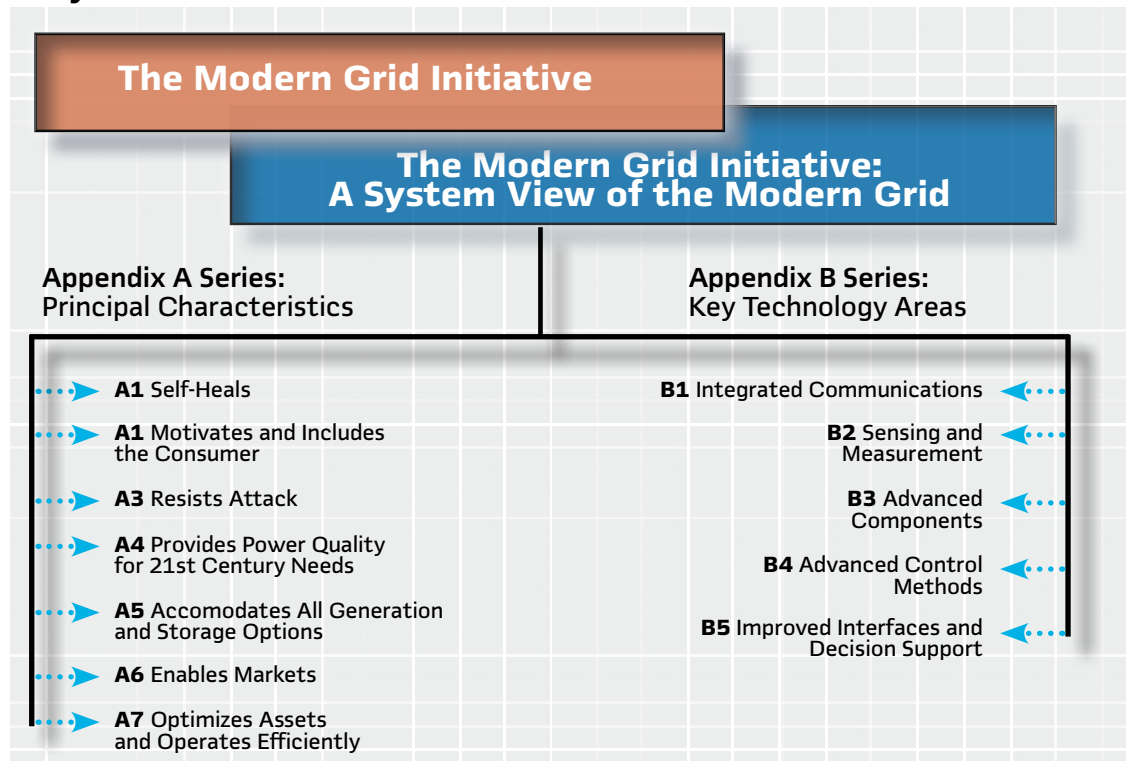 The Modern Grid Initiative
The Modern Grid Initiative:
A System View of the Modern Grid
Appendix A Series:
Principal Characteristics
A1 Self-Heals
A1 Motivates and Includes
the Consumer
A3 Resists Attack
A4 Provides Power Quality
for 21st Century Needs
A5 Accomodates All Generation
and Storage Options
A6 Enables Markets
A7 Optimizes Assets
and Operates Efficiently
Appendix B Series:
Key Technology Areas
B1 Integrated Communications
B2 Sensing and
Measurement
B3 Advanced
Components
B4 Advanced Control
Methods
B5 Improved Interfaces and
Decision Support